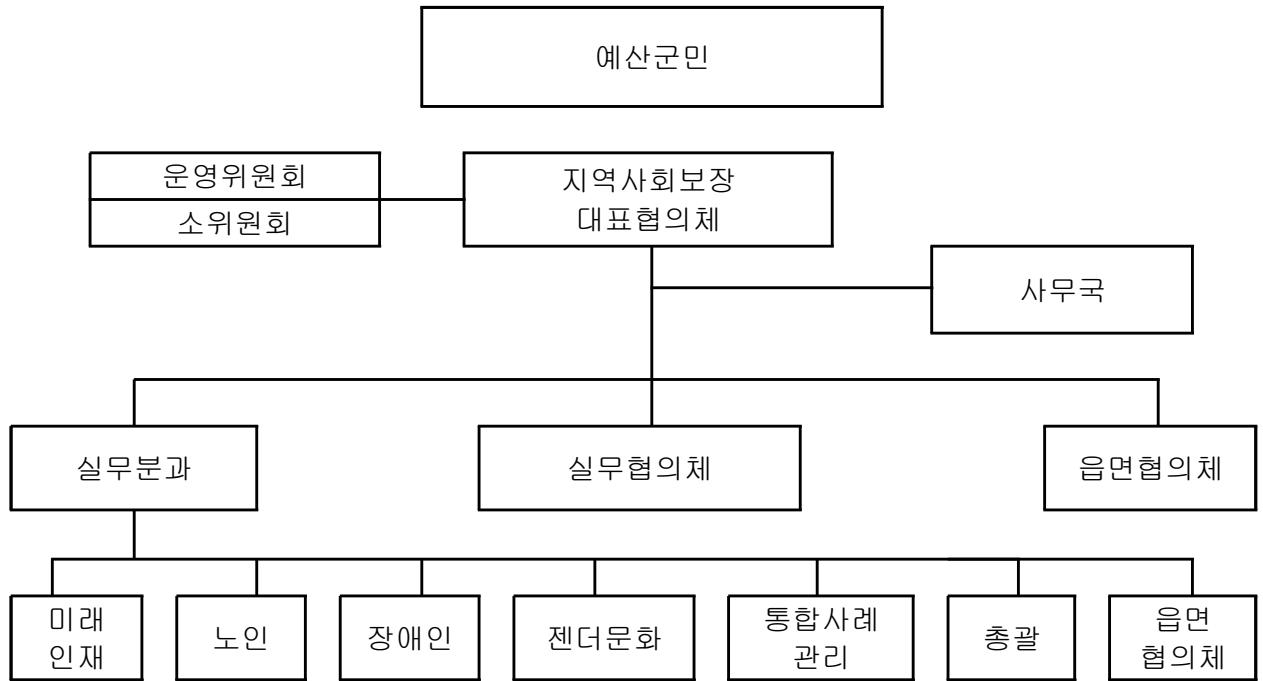 예산군민
운영위원회
소위원회
지역사회보장
대표협의체
사무국
실무분과
실무협의체
읍면협의체
미래
인재
노인
장애인
젠더문화
통합사례
관리
총괄
읍면
협의체